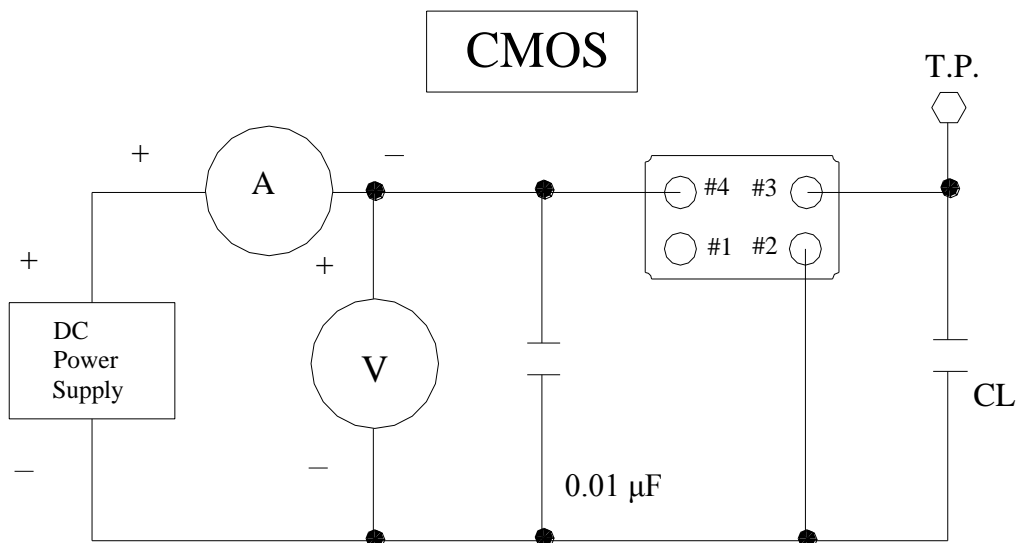 CMOS
T.P.
+
A
−
#4
#3
#1
#2
+
+
DC
Power
Supply
V
CL
−
−
0.01 μF